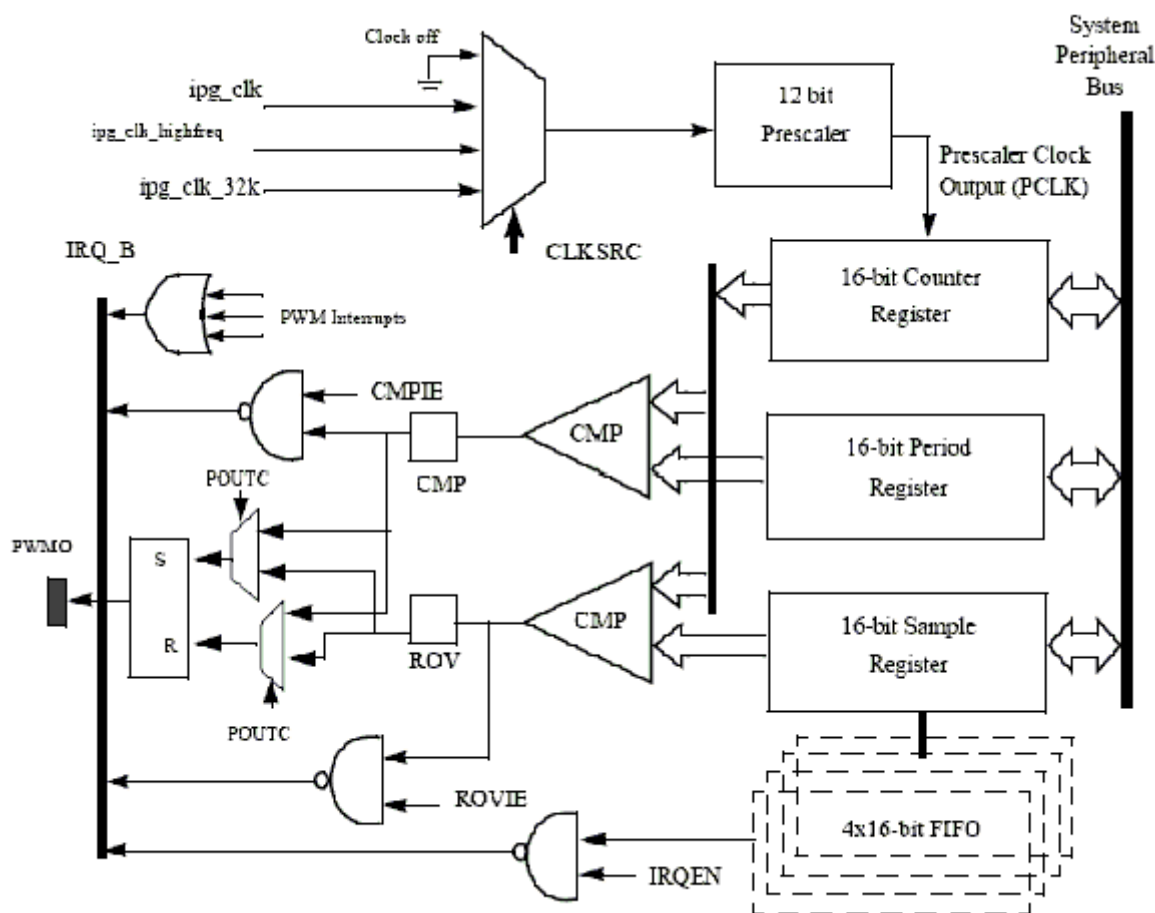 System
Peripheral
Bus
Clock off
ipg_clk
ipg_clk_highfreq
ipg_clk_32k
12 bit
Prescaler
Prescaler Clock
Output (PCLK)
CLKSRC
IRQ_B
PWM Interrupts
16-bit Counter
Register
CMPIE
CMP
CMP
16-bit Period
Register
POUTC
PWMO
S
R
ROV
CMP
16-bit Sample
Register
POUTC
ROVIE
4x16-bit FIFO
IRQEN